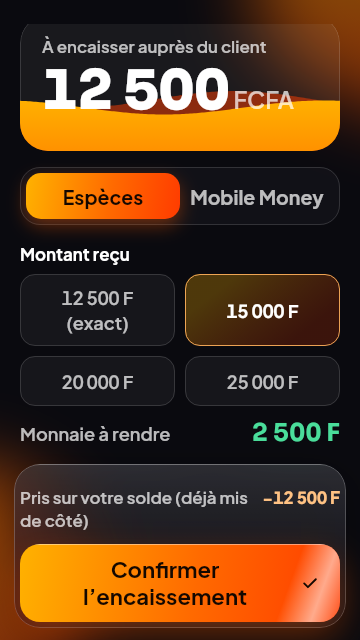 À encaisser auprès du client
12 500 FCFA
Espèces
Mobile Money
Montant reçu
12 500 F
(exact)
15 000 F
20 000 F
25 000 F
Monnaie à rendre
2 500 F
Pris sur votre solde (déjà mis
de côté)
−12 500 F
Confirmer
l’encaissement